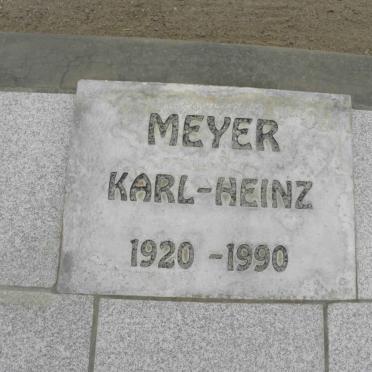 MEYER
KARL-HEINZ
1920 - 1990